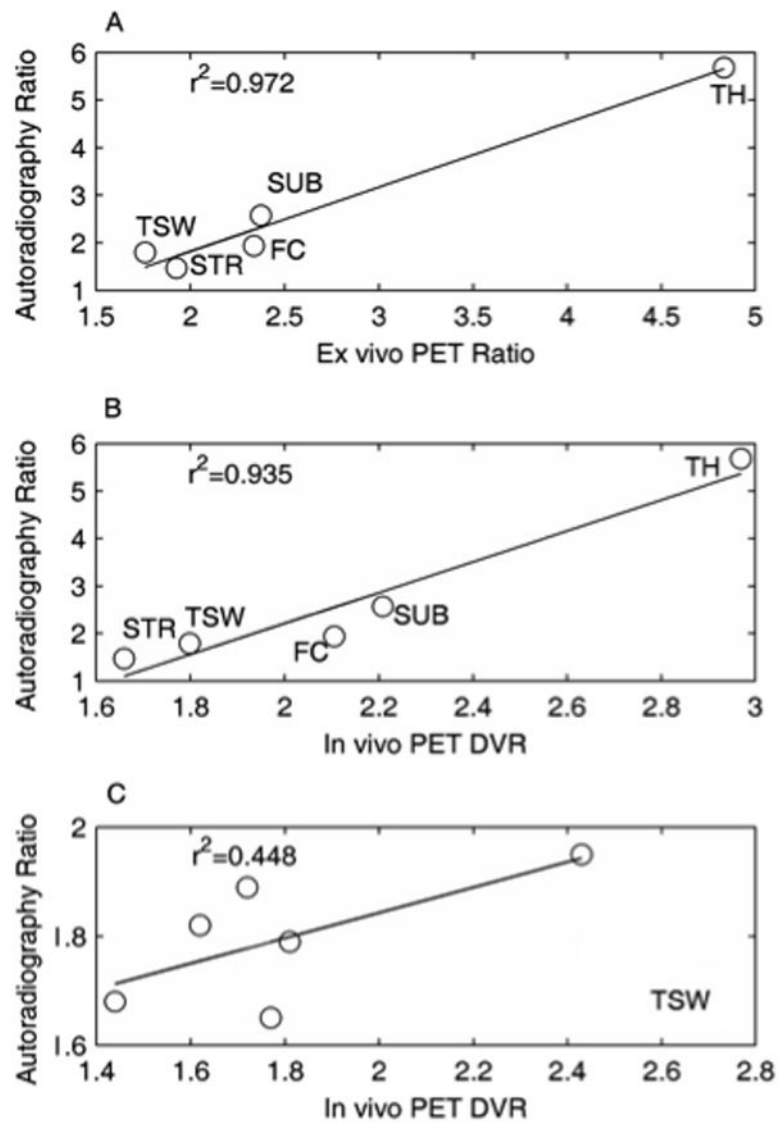 A
6
r2=0.972
5
TH
4
SUB
3
TSW
2
FC
STR
1
1.5 2 2.5 3 3.5 4 4.5 5
Autoradiography Ratio
Ex vivo PET Ratio
B
6
r2=0.935
TH
5
4
3
STR TSW
SUB
2
FC
1
1.6 1.8 2 2.2 2.4 2.6 2.8 3
Autoradiography Ratio
In vivo PET DVR
C
2
r2=0.448
1.8
TSW
1.6
1.4 1.6 1.8 2 2.2 2.4 2.6 2.8
Autoradiography Ratio
In vivo PET DVR